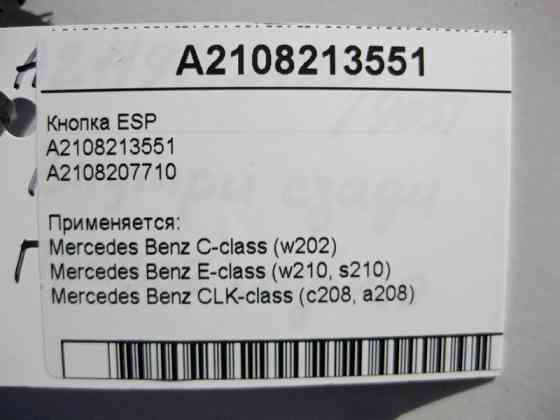 A2108213551
Кнопка ESP
A2108213551
A2108207710
Применяется:
Mercedes Benz C-class (w202)
Mercedes Benz E-class (w210, s210)
Mercedes Benz CLK-class (c208, a208)